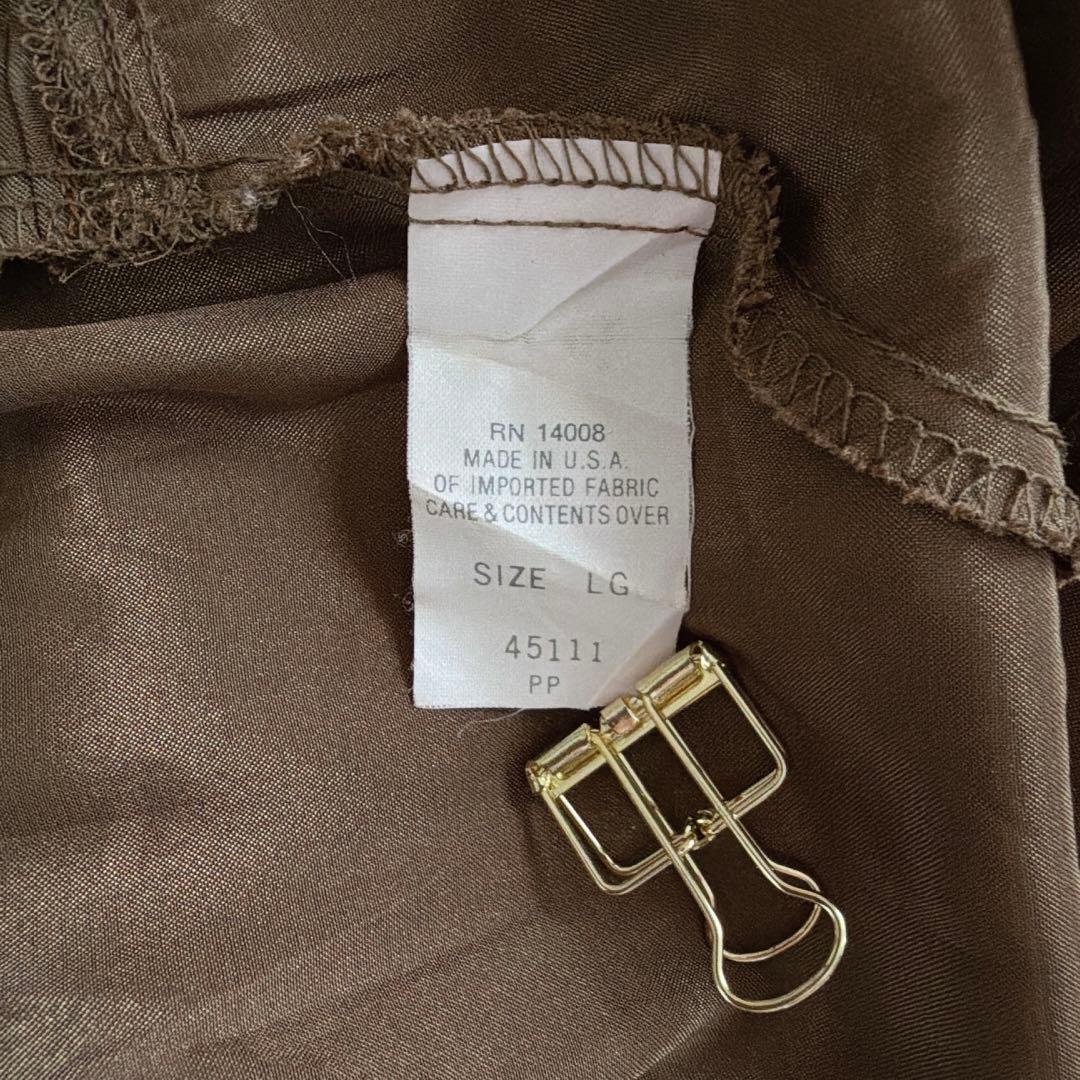 RN 14008
MADE IN U.S.A.
OF IMPORTED FABRIC
CARE & CONTENTS OVER
SIZE LG
45111
PP